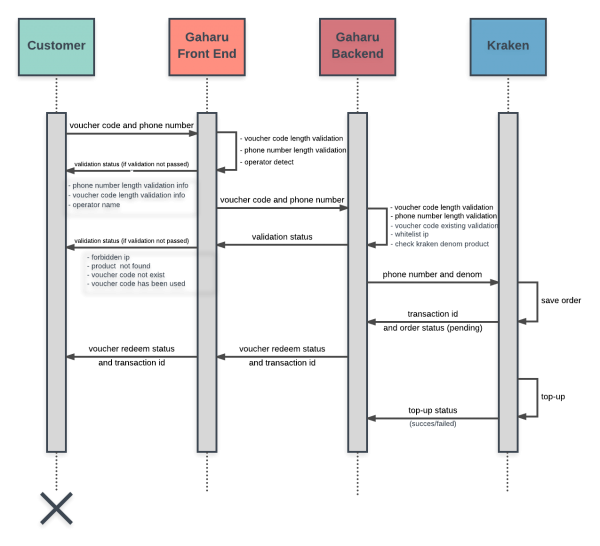 Customer
Gaharu
Front End
Gaharu
Backend
Kraken
voucher code and phone number
- voucher code length validation
- phone number length validation
- operator detect
validation status (if validation not passed)
- phone number length validation info
- voucher code length validation info
- operator name
voucher code and phone number
- voucher code length validation
- phone number length validation
- voucher code existing validation
- whitelist ip
- check kraken denom product
validation status
validation status (if validation not passed)
- forbidden ip
- product not found
- voucher code not exist
- voucher code has been used
phone number and denom
save order
transaction id
and order status (pending)
voucher redeem status
and transaction id
voucher redeem status
and transaction id
top-up
top-up status
(succes/failed)